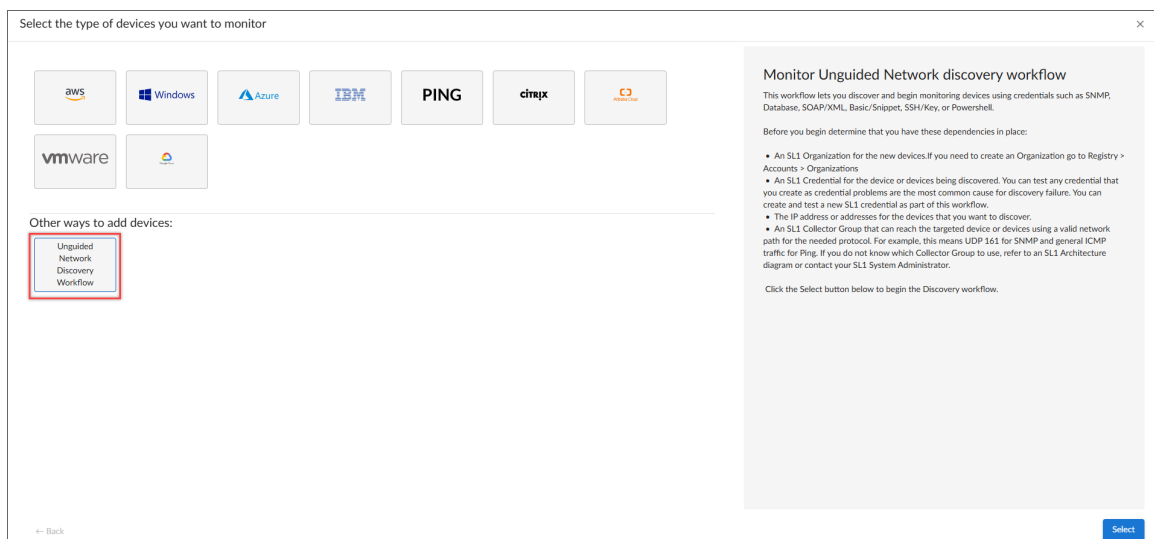 Select the type of devices you want to monitor
×
aws
Windows
Azure
IBM
PING
citrix
Alibaba Cloud
vmware
Google Cloud
Other ways to add devices:
Unguided
Network
Discovery
Workflow
Monitor Unguided Network discovery workflow
This workflow lets you discover and begin monitoring devices using credentials such as SNMP,
Database, SOAP/XML, Basic/Snippet, SSH/Key, or Powershell.
Before you begin determine that you have these dependencies in place:
• An SL1 Organization for the new devices.If you need to create an Organization go to Registry >
Accounts > Organizations
• An SL1 Credential for the device or devices being discovered. You can test any credential that
you create as credential problems are the most common cause for discovery failure. You can
create and test a new SL1 credential as part of this workflow.
• The IP address or addresses for the devices that you want to discover.
• An SL1 Collector Group that can reach the targeted device or devices using a valid network
path for the needed protocol. For example, this means UDP 161 for SNMP and general ICMP
traffic for Ping. If you do not know which Collector Group to use, refer to an SL1 Architecture
diagram or contact your SL1 System Administrator.
Click the Select button below to begin the Discovery workflow.
← Back
Select